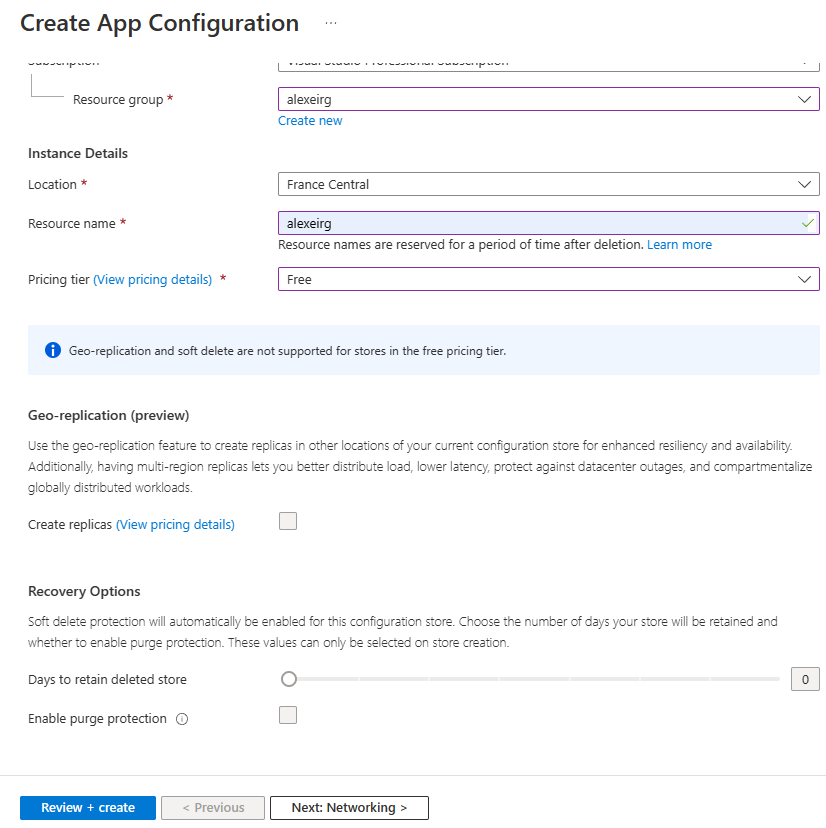 Create App Configuration ...
Subscription Visual Studio Professional Subscription
Resource group * alexeirg
Create new
Instance Details
Location * France Central
Resource name * alexeirg
Resource names are reserved for a period of time after deletion. Learn more
Pricing tier (View pricing details) * Free
Geo-replication and soft delete are not supported for stores in the free pricing tier.
Geo-replication (preview)
Use the geo-replication feature to create replicas in other locations of your current configuration store for enhanced resiliency and availability.
Additionally, having multi-region replicas lets you better distribute load, lower latency, protect against datacenter outages, and compartmentalize
globally distributed workloads.
Create replicas (View pricing details)
Recovery Options
Soft delete protection will automatically be enabled for this configuration store. Choose the number of days your store will be retained and
whether to enable purge protection. These values can only be selected on store creation.
Days to retain deleted store 0
Enable purge protection
Review + create < Previous Next: Networking >